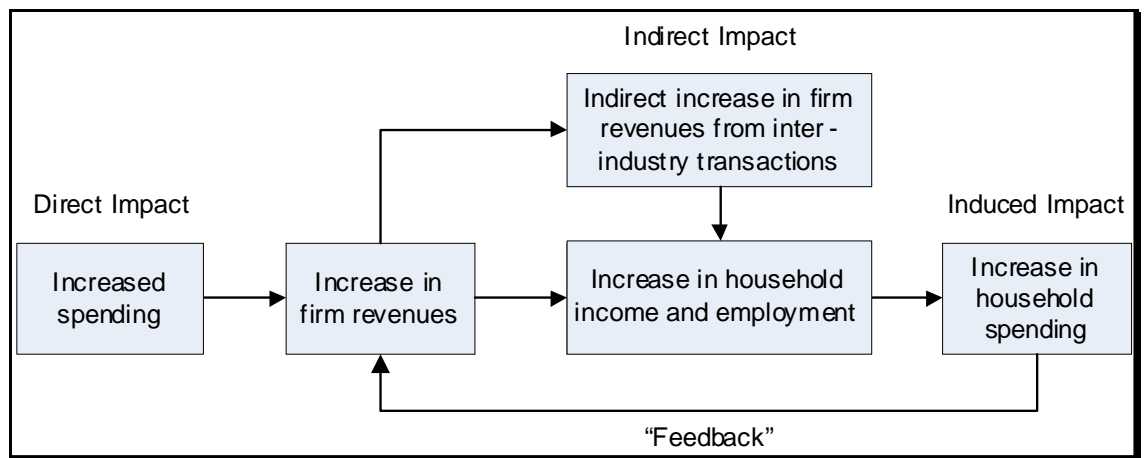 Indirect Impact
Indirect increase in firm
revenues from inter -
industry transactions
Direct Impact
Induced Impact
Increased
spending
Increase in
firm revenues
Increase in household
income and employment
Increase in
household
spending
“Feedback”